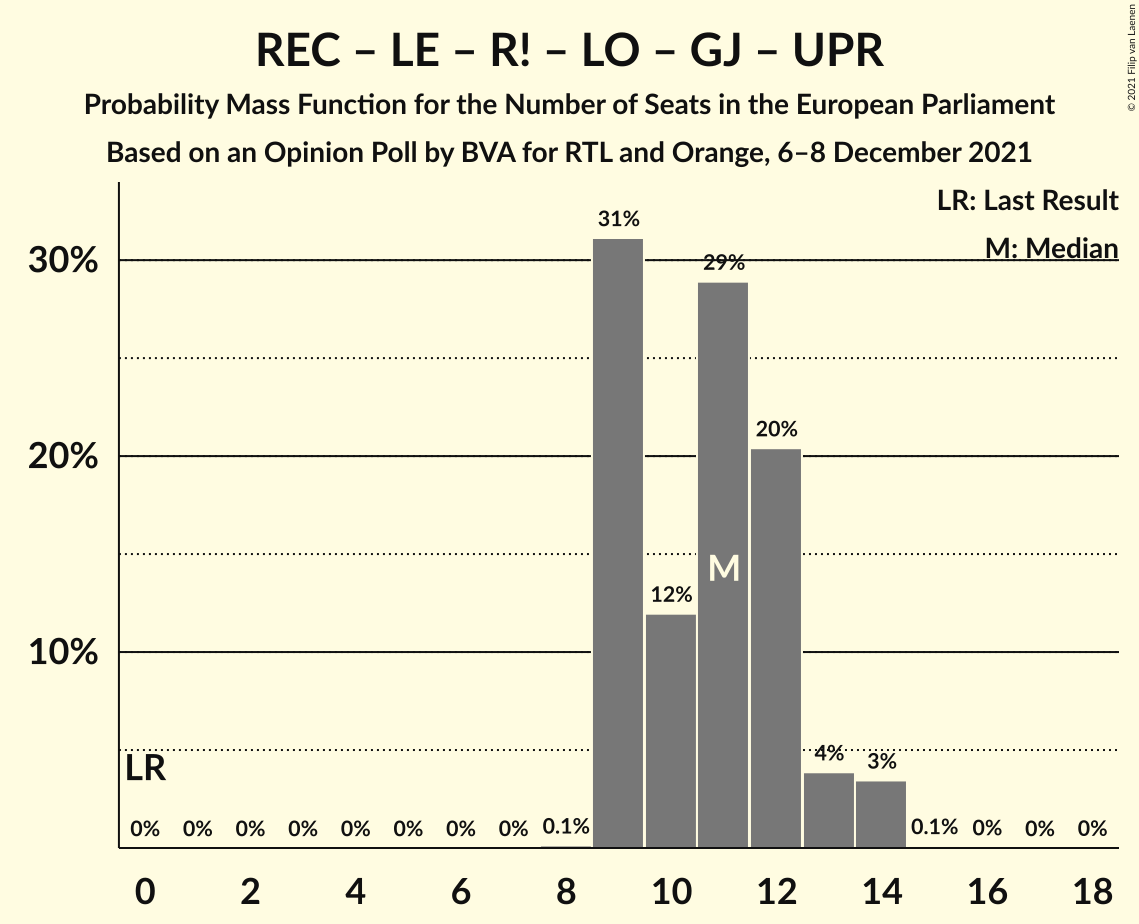 REC – LE – R! – LO – GJ – UPR
Probability Mass Function for the Number of Seats in the European Parliament
Based on an Opinion Poll by BVA for RTL and Orange, 6–8 December 2021
© 2021 Filip van Laenen
LR: Last Result
M: Median
31%
30%
29%
20%
20%
M
12%
10%
LR
4%
3%
0% 0% 0% 0% 0% 0% 0% 0% 0.1% 0.1% 0% 0% 0%
0 2 4 6 8 10 12 14 16 18